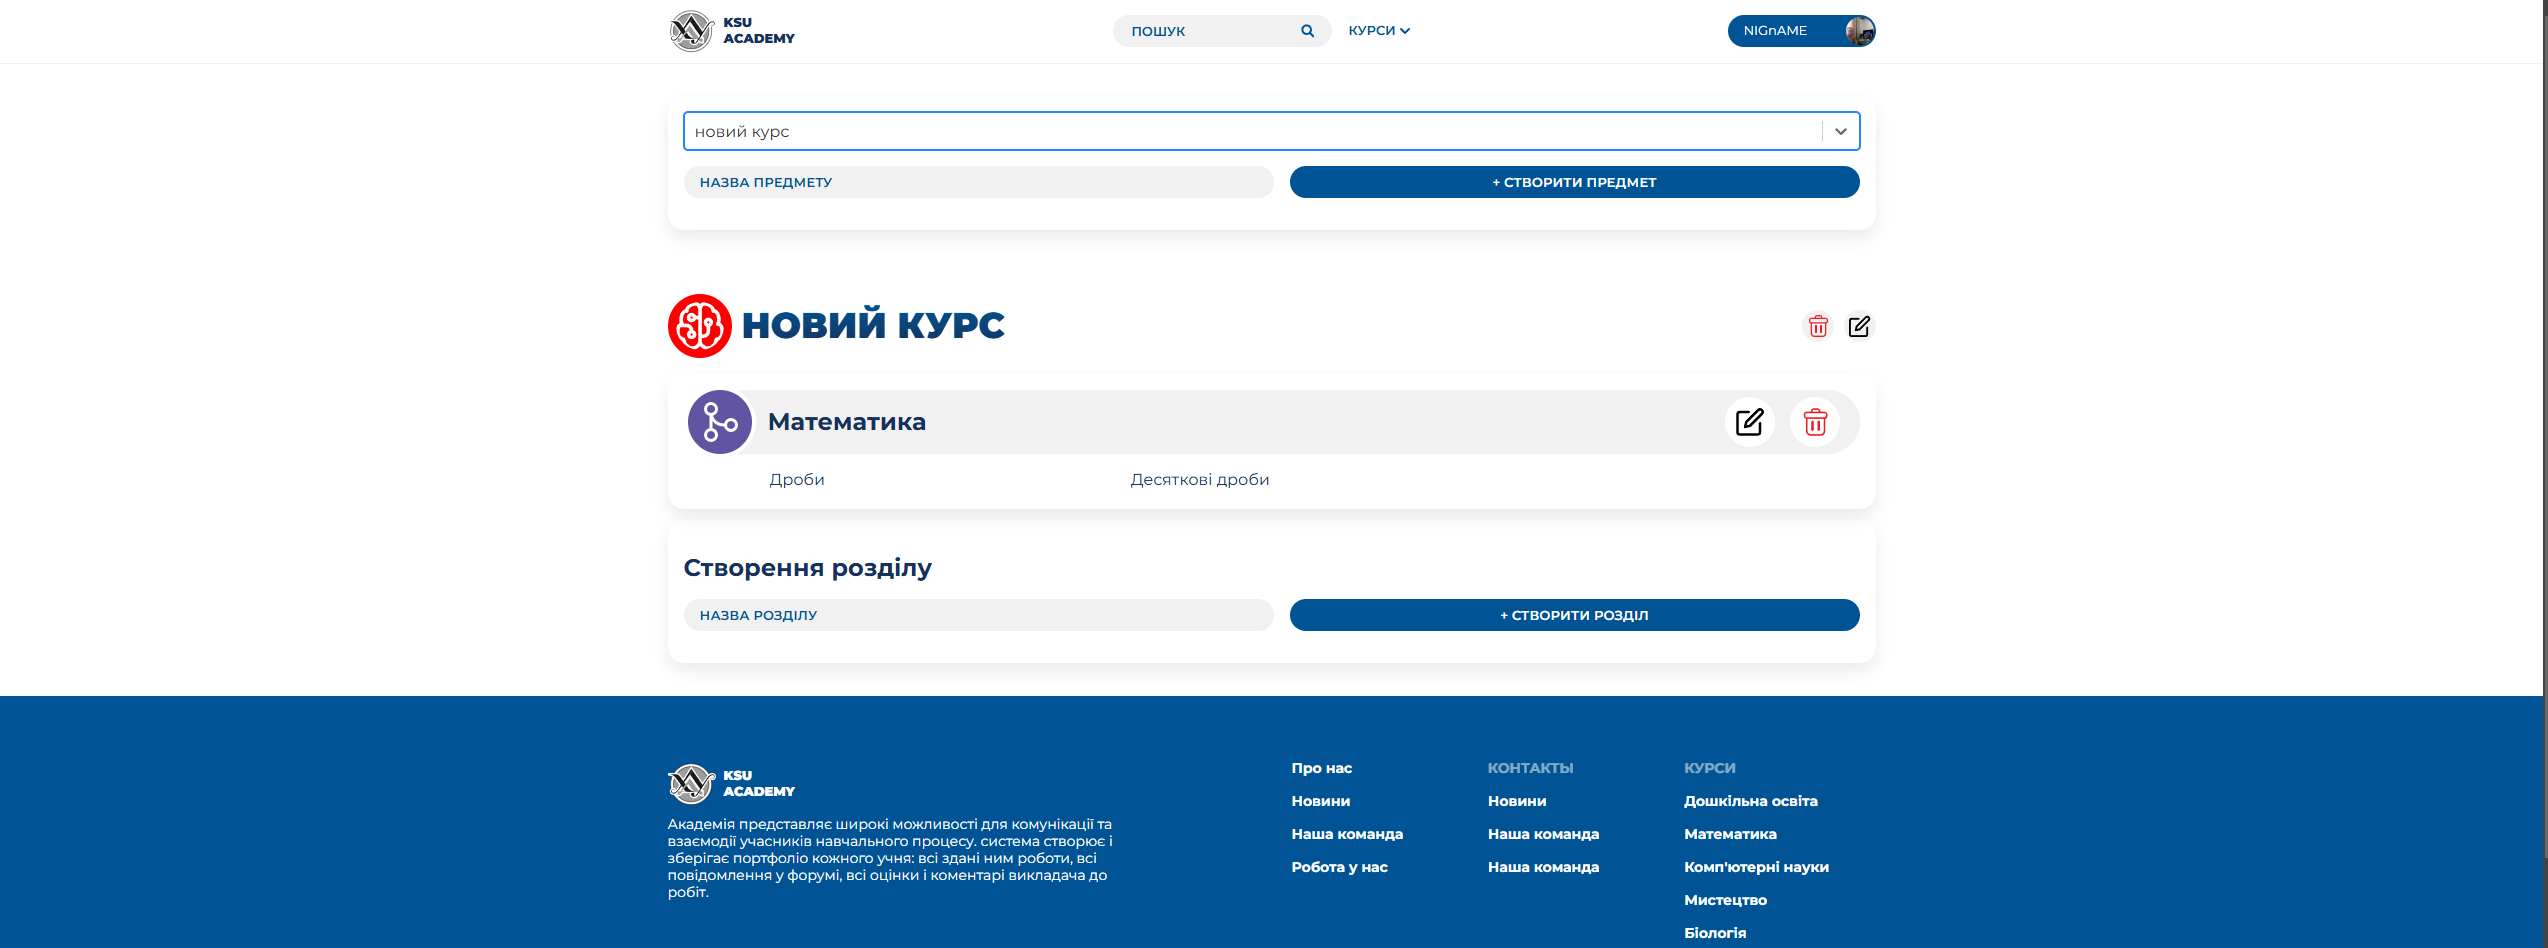 KSU
ACADEMY
ПОШУК
КУРСИ
NIGnAME
новий курс
НАЗВА ПРЕДМЕТУ
+ СТВОРИТИ ПРЕДМЕТ
НОВИЙ КУРС
Математика
Дроби
Десяткові дроби
Створення розділу
НАЗВА РОЗДІЛУ
+ СТВОРИТИ РОЗДІЛ
KSU
ACADEMY
Академія представляє широкі можливості для комунікації та
взаємодії учасників навчального процесу. система створює і
зберігає портфоліо кожного учня: всі здані ним роботи, всі
повідомлення у форумі, всі оцінки і коментарі викладача до
робіт.
Про нас
Новини
Наша команда
Робота у нас
КОНТАКТЫ
Новини
Наша команда
Наша команда
КУРСИ
Дошкільна освіта
Математика
Комп'ютерні науки
Мистецтво
Біологія